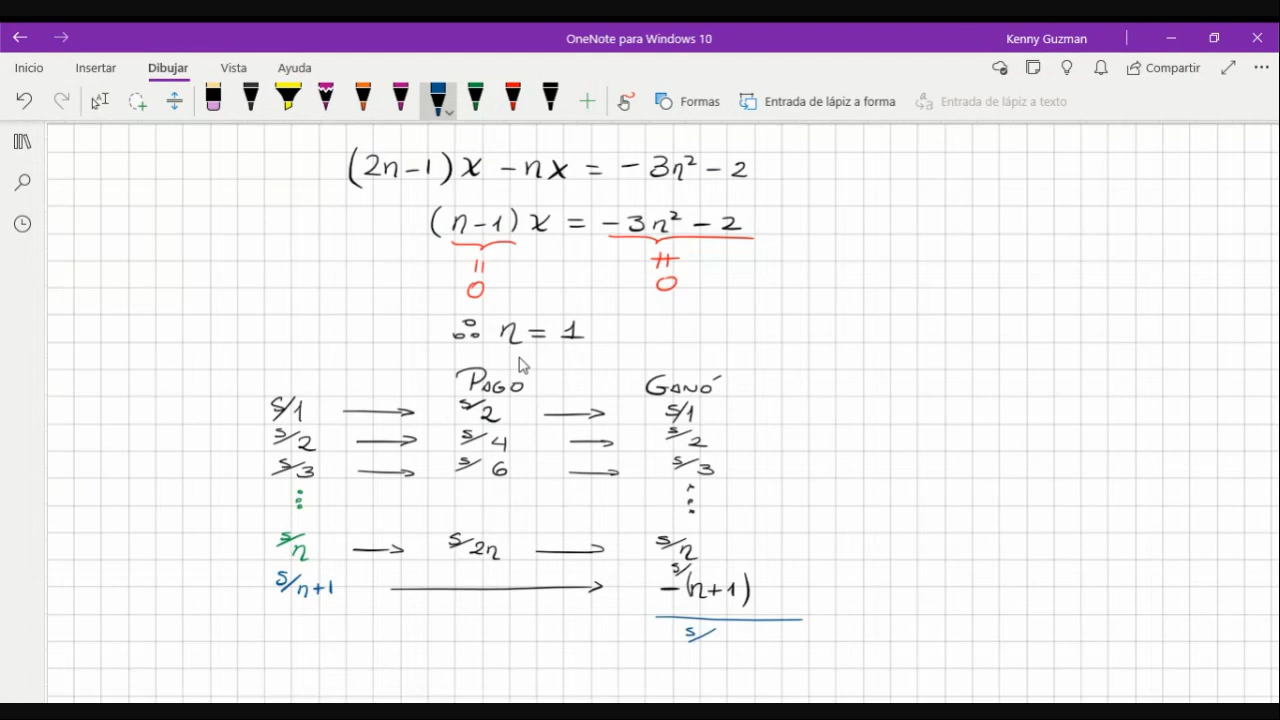 OneNote para Windows 10
Kenny Guzman
Inicio Insertar Dibujar Vista Ayuda
Compartir
Formas Entrada de lápiz a forma Entrada de lápiz a texto
(2n-1)x - nx = -3n² - 2
(n-1)x = -3n² - 2
= ≠
0 0
∴ n = 1
PAGO GANÓ
S/1 → S/2 → S/1
S/2 → S/4 → S/2
S/3 → S/6 → S/3
⋮ ⋮
S/n → S/2n → S/n
S/n+1 → S/-(n+1)
S/